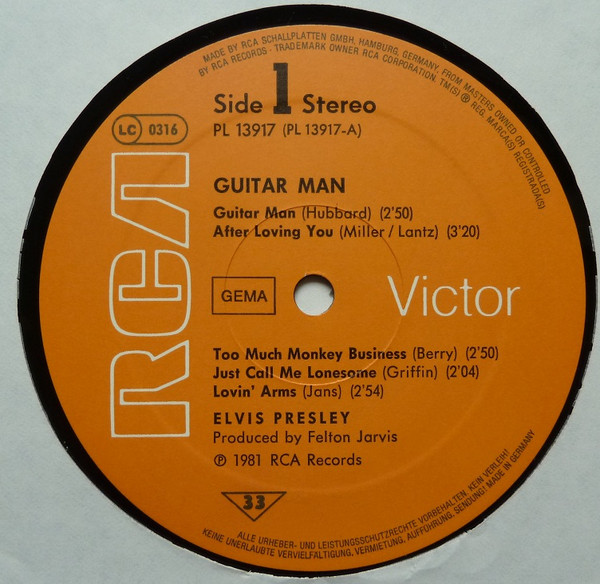 MADE BY RCA SCHALLPLATTEN GMBH, HAMBURG, GERMANY, FROM MASTERS OWNED OR CONTROLLED
BY RCA RECORDS · TRADEMARK OWNER RCA CORPORATION. TM(S) ® REG. MARCA(S) REGISTRADA(S)
Side 1 Stereo
PL 13917 (PL 13917-A)
LC 0316
RCA
GUITAR MAN
Guitar Man (Hubbard) (2'50)
After Loving You (Miller / Lantz) (3'20)
GEMA
Victor
Too Much Monkey Business (Berry) (2'50)
Just Call Me Lonesome (Griffin) (2'04)
Lovin' Arms (Jans) (2'54)
ELVIS PRESLEY
Produced by Felton Jarvis
℗ 1981 RCA Records
33
ALLE URHEBER- UND LEISTUNGSSCHUTZRECHTE VORBEHALTEN. KEIN VERLEIH!
KEINE UNERLAUBTE VERVIELFÄLTIGUNG, VERMIETUNG, AUFFÜHRUNG, SENDUNG! MADE IN GERMANY